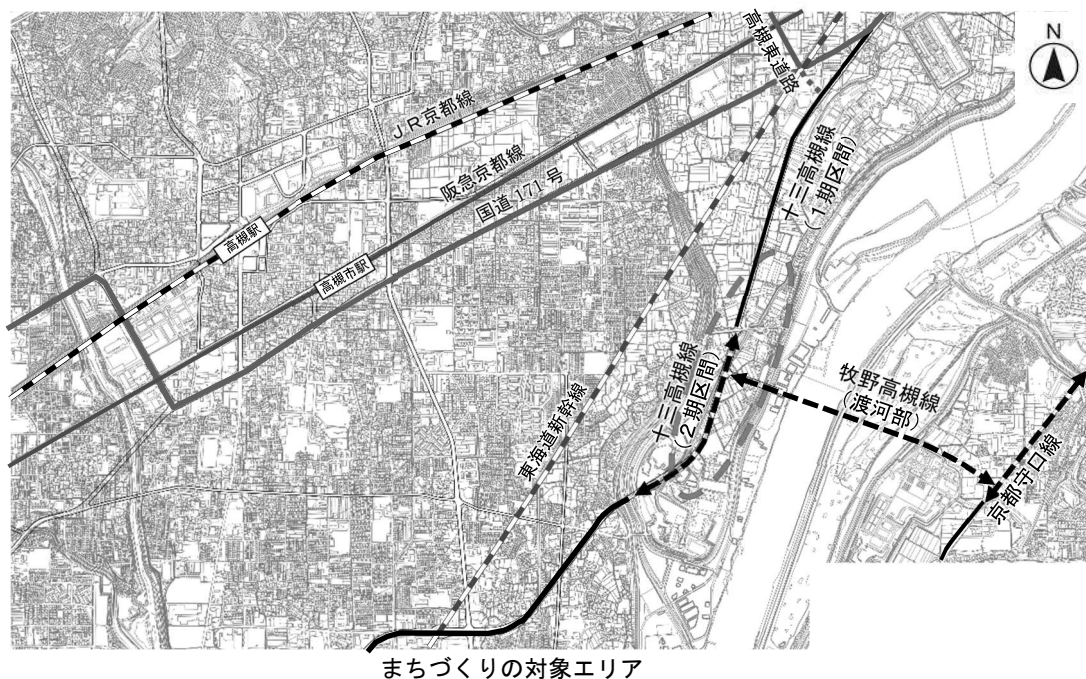 N
高槻東道路
JR京都線
十三高槻線
(1期区間)
阪急京都線
国道171号
高槻駅
高槻市駅
十三高槻線
(2期区間)
牧野高槻線
(渡河部)
東海道新幹線
京都守口線
まちづくりの対象エリア